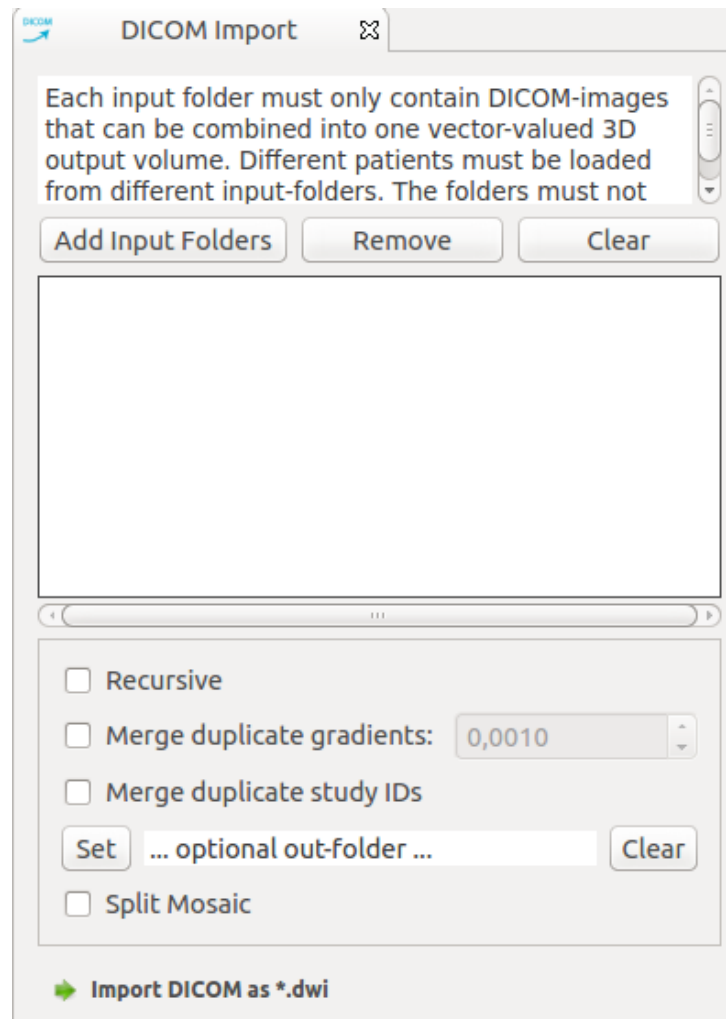 DICOM
DICOM Import
Each input folder must only contain DICOM-images
that can be combined into one vector-valued 3D
output volume. Different patients must be loaded
from different input-folders. The folders must not
Add Input Folders Remove Clear
Recursive
Merge duplicate gradients: 0,0010
Merge duplicate study IDs
Set ... optional out-folder ... Clear
Split Mosaic
Import DICOM as *.dwi